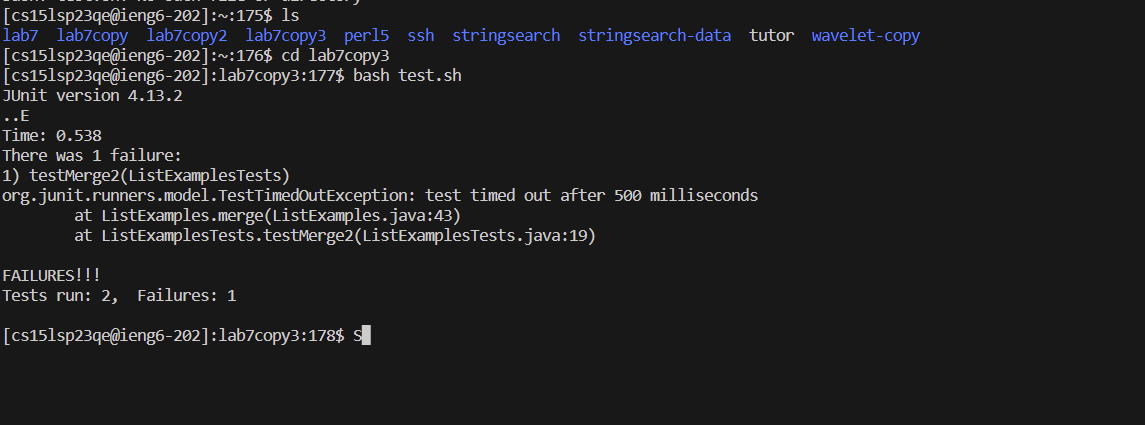 [cs15lsp23qe@ieng6-202]:~:175$ ls
lab7 lab7copy lab7copy2 lab7copy3 perl5 ssh stringsearch stringsearch-data tutor wavelet-copy
[cs15lsp23qe@ieng6-202]:~:176$ cd lab7copy3
[cs15lsp23qe@ieng6-202]:lab7copy3:177$ bash test.sh
JUnit version 4.13.2
..E
Time: 0.538
There was 1 failure:
1) testMerge2(ListExamplesTests)
org.junit.runners.model.TestTimedOutException: test timed out after 500 milliseconds
        at ListExamples.merge(ListExamples.java:43)
        at ListExamplesTests.testMerge2(ListExamplesTests.java:19)
FAILURES!!!
Tests run: 2,  Failures: 1
[cs15lsp23qe@ieng6-202]:lab7copy3:178$ S